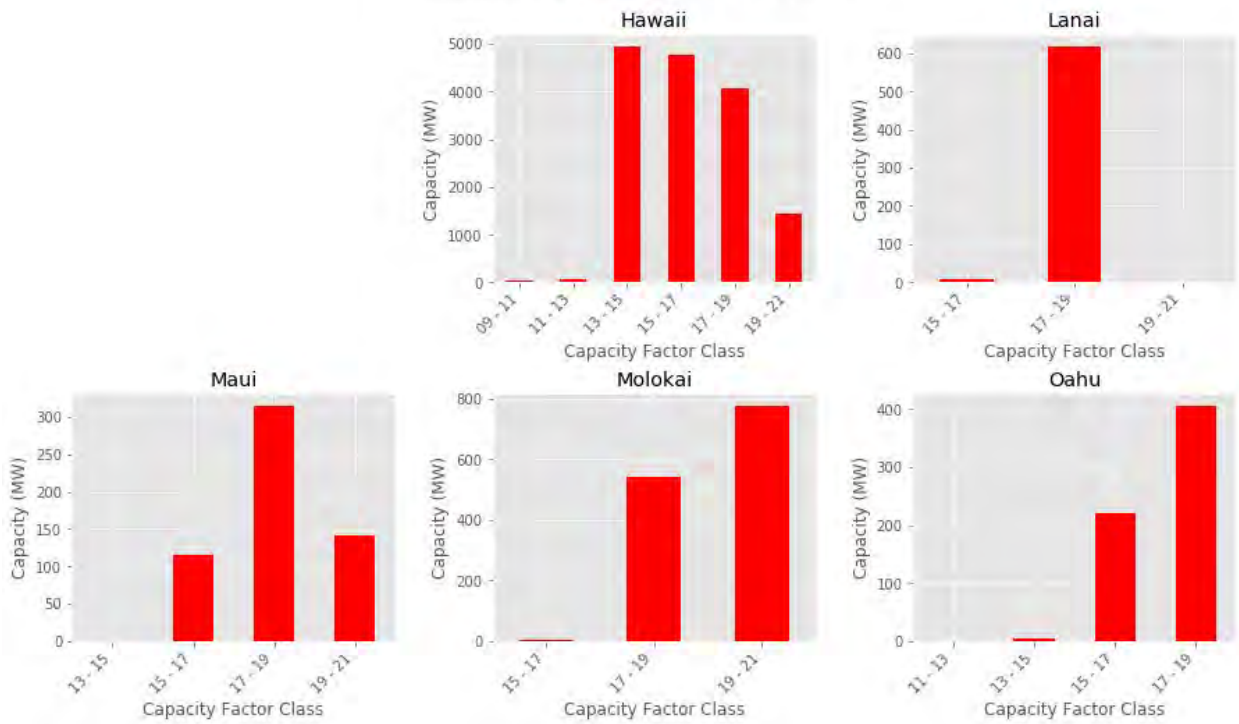 Hawaii
Capacity (MW)
5000
4000
3000
2000
1000
0
09 - 11
11 - 13
13 - 15
15 - 17
17 - 19
19 - 21
Capacity Factor Class
Lanai
Capacity (MW)
600
500
400
300
200
100
0
15 - 17
17 - 19
19 - 21
Capacity Factor Class
Maui
Capacity (MW)
300
250
200
150
100
50
0
13 - 15
15 - 17
17 - 19
19 - 21
Capacity Factor Class
Molokai
Capacity (MW)
800
600
400
200
0
15 - 17
17 - 19
19 - 21
Capacity Factor Class
Oahu
Capacity (MW)
400
300
200
100
0
11 - 13
13 - 15
15 - 17
17 - 19
Capacity Factor Class